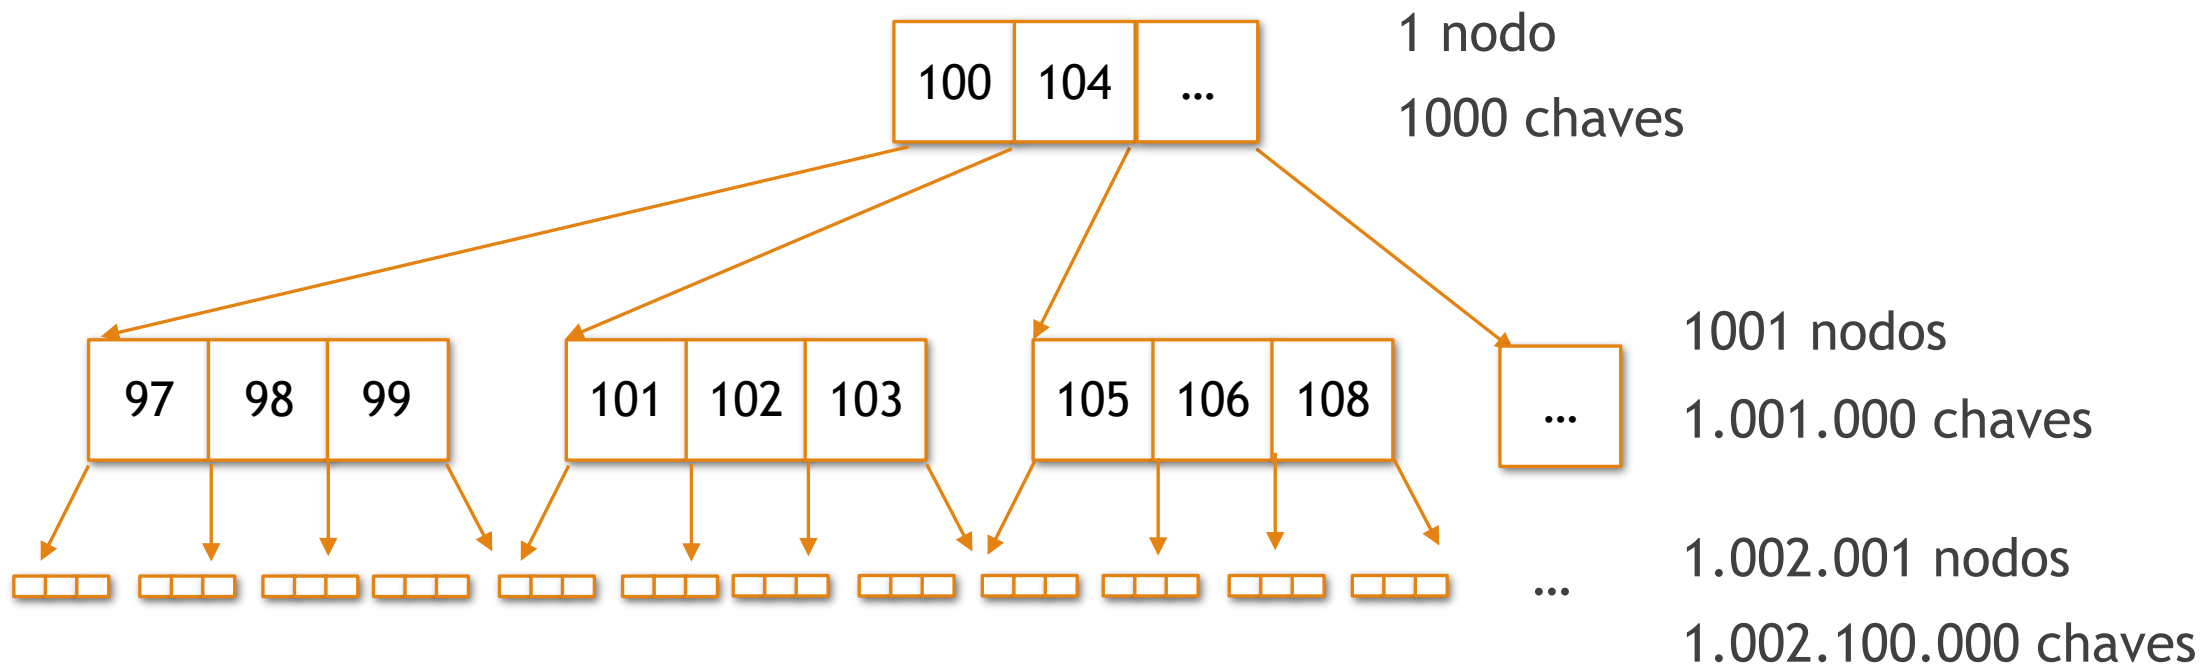 100 104 ...
1 nodo
1000 chaves
97 98 99
101 102 103
105 106 108
...
1001 nodos
1.001.000 chaves
...
1.002.001 nodos
1.002.100.000 chaves